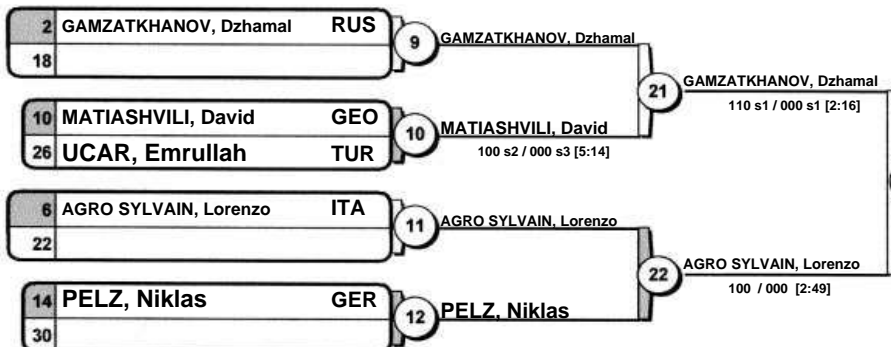 2 GAMZATKHANOV, Dzhamal RUS
18
9
GAMZATKHANOV, Dzhamal
10 MATIASHVILI, David GEO
26 UCAR, Emrullah TUR
10
MATIASHVILI, David
100 s2 / 000 s3 [5:14]
21
GAMZATKHANOV, Dzhamal
110 s1 / 000 s1 [2:16]
6 AGRO SYLVAIN, Lorenzo ITA
22
11
AGRO SYLVAIN, Lorenzo
14 PELZ, Niklas GER
30
12
PELZ, Niklas
22
AGRO SYLVAIN, Lorenzo
100 / 000 [2:49]